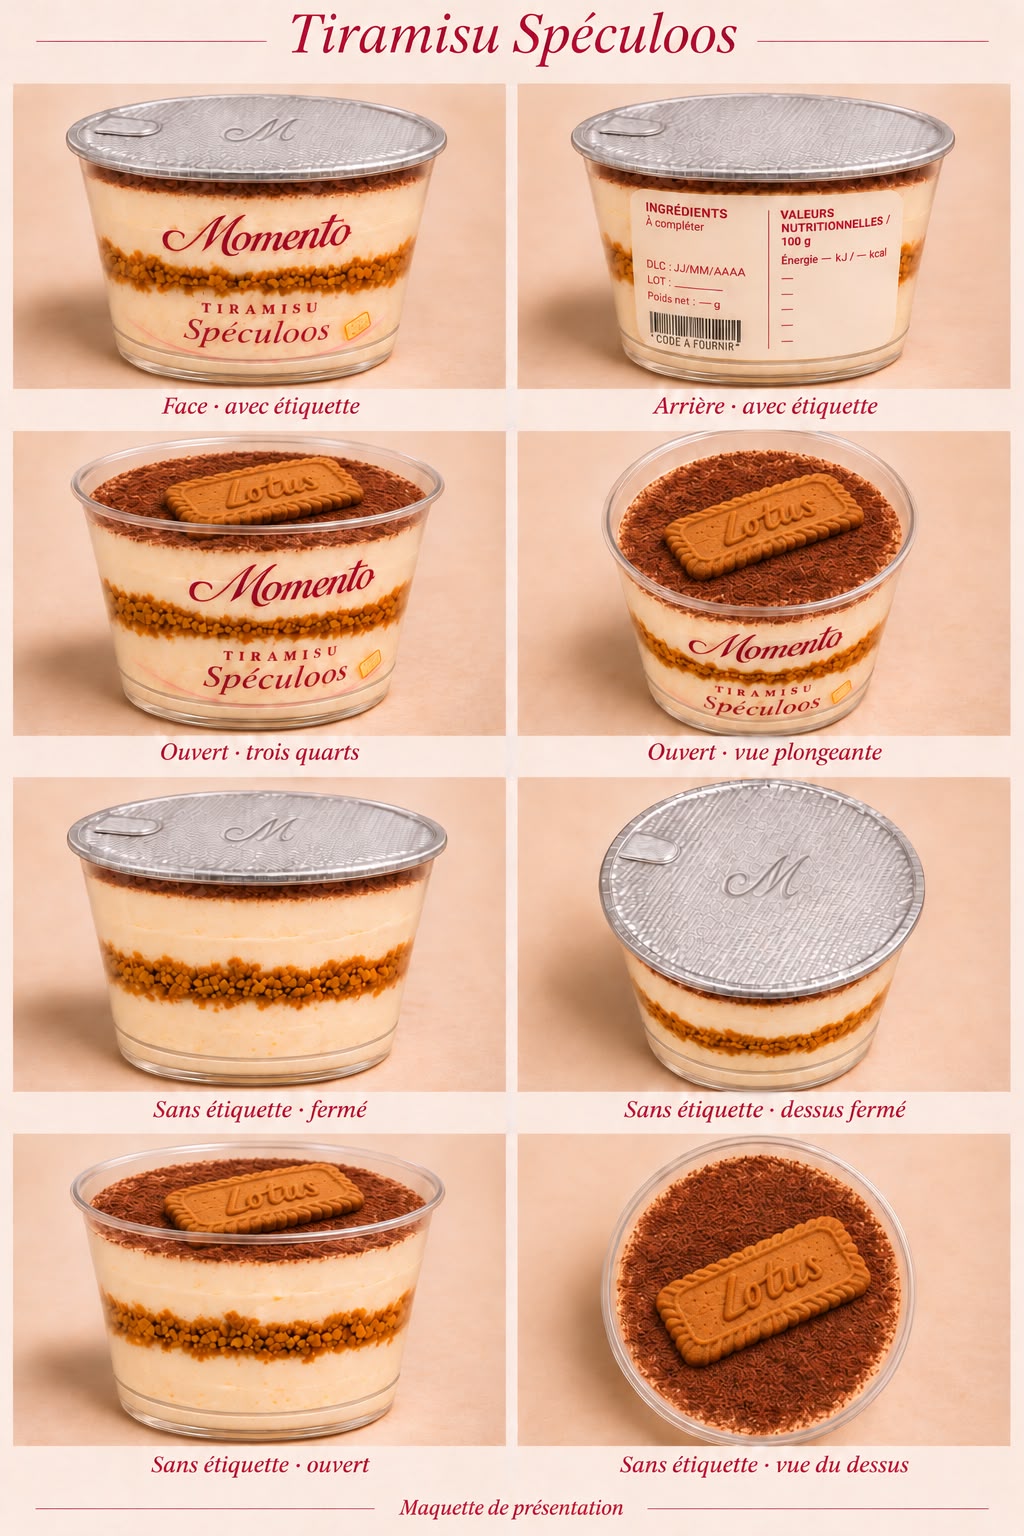 Tiramisu Spéculoos
M
Momento
TIRAMISU
Spéculoos
Face · avec étiquette
INGRÉDIENTS
À compléter
DLC : JJ/MM/AAAA
LOT : ________
Poids net : — g
CODE A FOURNIR
VALEURS
NUTRITIONNELLES /
100 g
Énergie — kJ / — kcal
—
—
—
—
—
Arrière · avec étiquette
Lotus
Momento
TIRAMISU
Spéculoos
Ouvert · trois quarts
Lotus
Momento
TIRAMISU
Spéculoos
Ouvert · vue plongeante
M
Sans étiquette · fermé
M
Sans étiquette · dessus fermé
Lotus
Sans étiquette · ouvert
Lotus
Sans étiquette · vue du dessus
Maquette de présentation